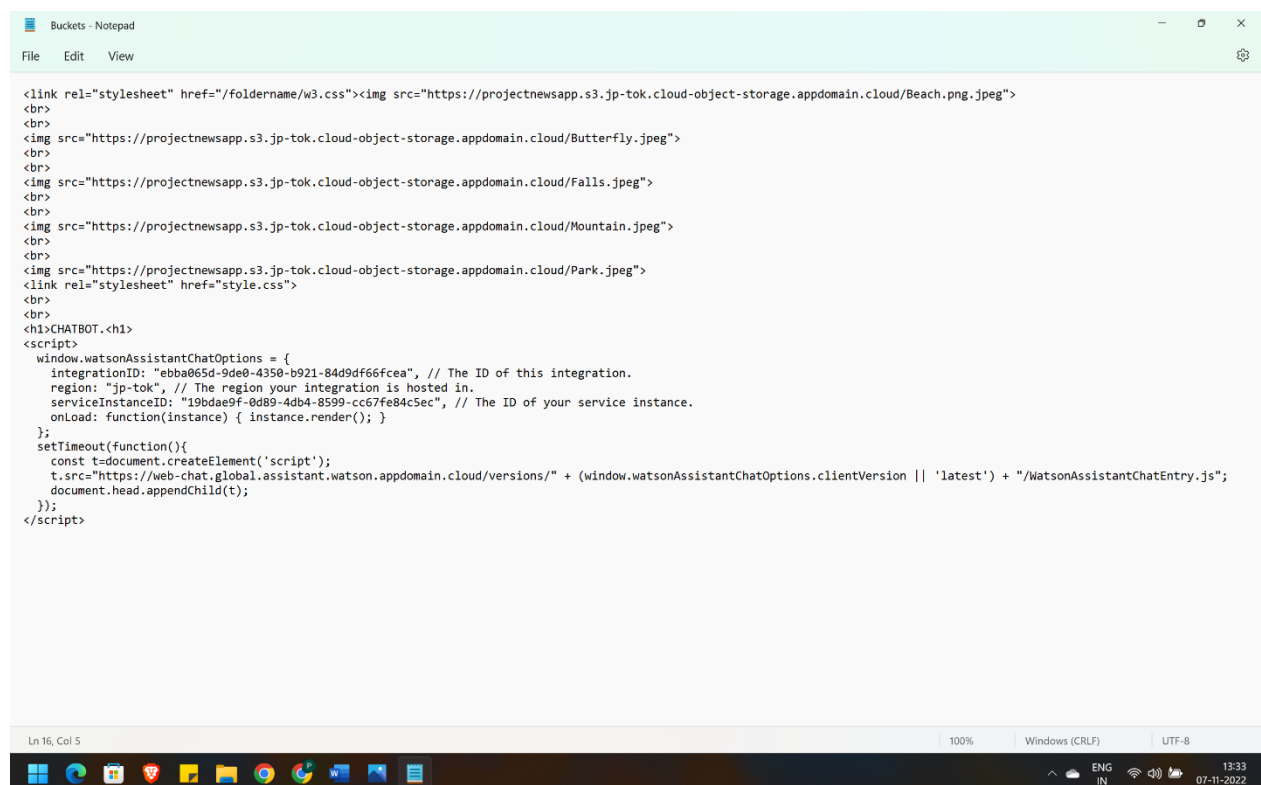 Buckets - Notepad
File Edit View
<link rel="stylesheet" href="/foldername/w3.css"><img src="https://projectnewsapp.s3.jp-tok.cloud-object-storage.appdomain.cloud/Beach.png.jpeg">
<br>
<br>
<img src="https://projectnewsapp.s3.jp-tok.cloud-object-storage.appdomain.cloud/Butterfly.jpeg">
<br>
<br>
<img src="https://projectnewsapp.s3.jp-tok.cloud-object-storage.appdomain.cloud/Falls.jpeg">
<br>
<br>
<img src="https://projectnewsapp.s3.jp-tok.cloud-object-storage.appdomain.cloud/Mountain.jpeg">
<br>
<br>
<img src="https://projectnewsapp.s3.jp-tok.cloud-object-storage.appdomain.cloud/Park.jpeg">
<link rel="stylesheet" href="style.css">
<br>
<br>
<h1>CHATBOT.<h1>
<script>
  window.watsonAssistantChatOptions = {
    integrationID: "ebba065d-9de0-4350-b921-84d9df66fcea", // The ID of this integration.
    region: "jp-tok", // The region your integration is hosted in.
    serviceInstanceID: "19bdae9f-0d89-4db4-8599-cc67fe84c5ec", // The ID of your service instance.
    onLoad: function(instance) { instance.render(); }
  };
  setTimeout(function(){
    const t=document.createElement('script');
    t.src="https://web-chat.global.assistant.watson.appdomain.cloud/versions/" + (window.watsonAssistantChatOptions.clientVersion || 'latest') + "/WatsonAssistantChatEntry.js";
    document.head.appendChild(t);
  });
</script>
Ln 16, Col 5 100% Windows (CRLF) UTF-8
ENG 13:33
IN 07-11-2022